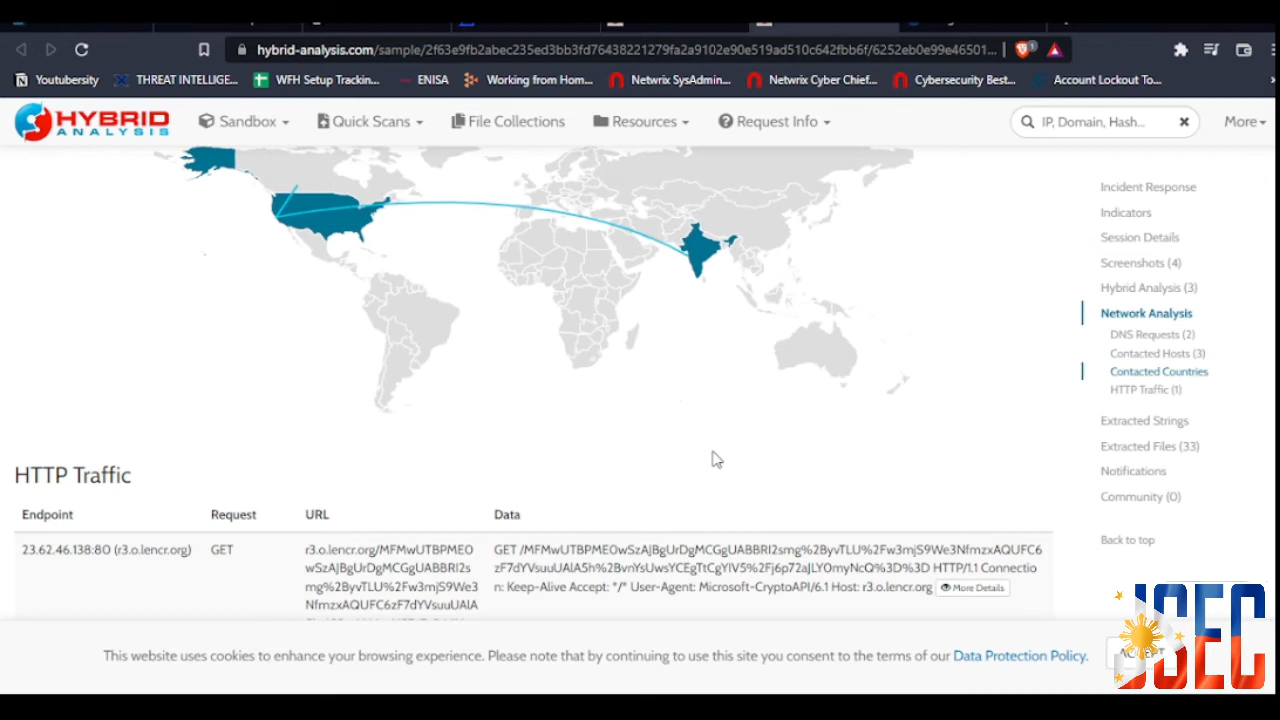 hybrid-analysis.com/sample/2f63e9fb2abec235ed3bb3fd76438221279fa2a9102e90e519ad510c642fbb6f/6252eb0e99e46501...
Youtubersity THREAT INTELLIGE... WFH Setup Trackin... ENISA Working from Hom... Netwrix SysAdmin... Netwrix Cyber Chief... Cybersecurity Best... Account Lockout To...
HYBRID
ANALYSIS
Sandbox Quick Scans File Collections Resources Request Info IP, Domain, Hash... More
Incident Response
Indicators
Session Details
Screenshots (4)
Hybrid Analysis (3)
Network Analysis
DNS Requests (2)
Contacted Hosts (3)
Contacted Countries
HTTP Traffic (1)
Extracted Strings
Extracted Files (33)
Notifications
Community (0)
Back to top
HTTP Traffic
Endpoint Request URL Data
23.62.46.138:80 (r3.o.lencr.org) GET
r3.o.lencr.org/MFMwUTBPME0
wSzAJBgUrDgMCGgUABBRI2s
mg%2ByvTLU%2Fw3mjS9We3
NfmzxAQUFC6zF7dYVsuuUAlA
GET /MFMwUTBPME0wSzAJBgUrDgMCGgUABBRI2smg%2ByvTLU%2Fw3mjS9We3NfmzxAQUFC6
zF7dYVsuuUAlA5h%2BvnYsUwsYCEgTtCgYIV5%2Fj6p72aJLYOmyNcQ%3D%3D HTTP/1.1 Connectio
n: Keep-Alive Accept: */* User-Agent: Microsoft-CryptoAPI/6.1 Host: r3.o.lencr.org More Details
This website uses cookies to enhance your browsing experience. Please note that by continuing to use this site you consent to the terms of our Data Protection Policy.
ACCEPT
JSEC